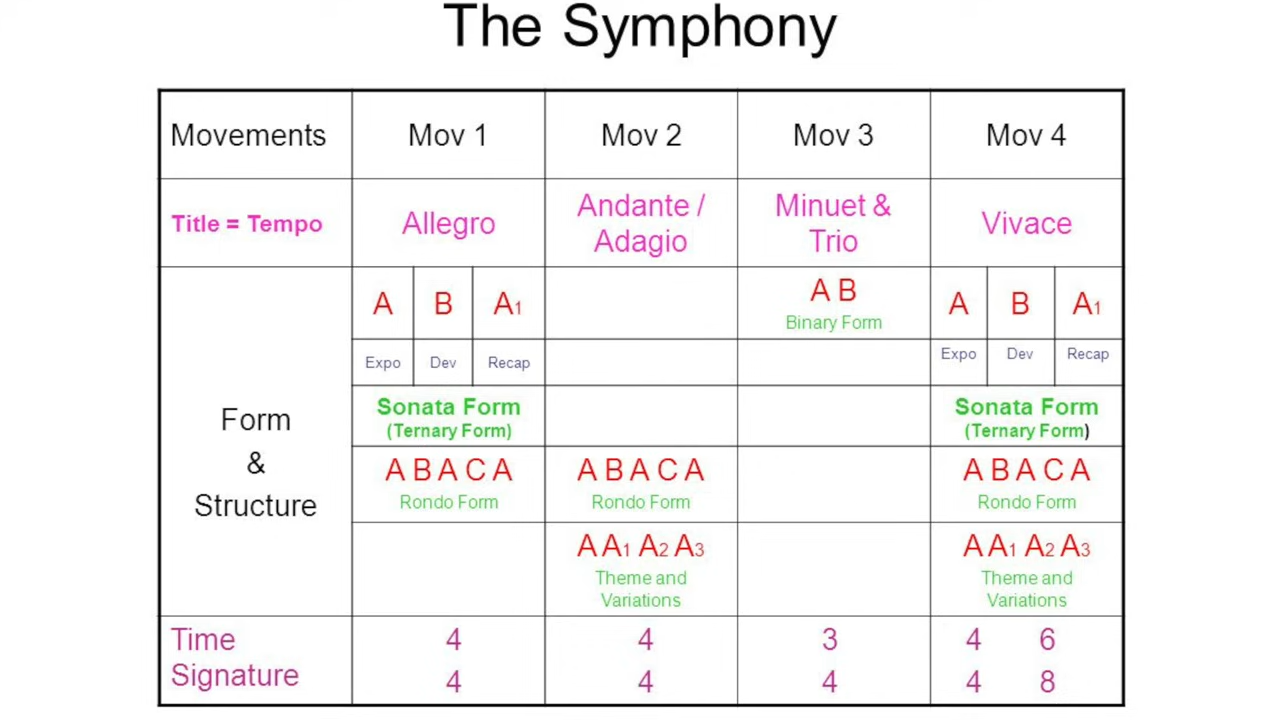 The Symphony
Movements Mov 1 Mov 2 Mov 3 Mov 4
Title = Tempo Allegro Andante / Adagio Minuet & Trio Vivace
Form
&
Structure
A B A1 A B A B A1
Binary Form
Expo Dev Recap Expo Dev Recap
Sonata Form Sonata Form
(Ternary Form) (Ternary Form)
A B A C A A B A C A A B A C A
Rondo Form Rondo Form Rondo Form
A A1 A2 A3 A A1 A2 A3
Theme and Theme and
Variations Variations
Time
Signature
4 4 3 4 6
4 4 4 4 8